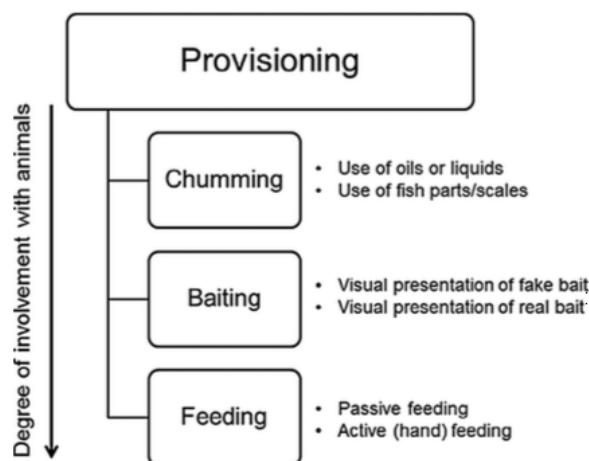 Provisioning
Degree of involvement with animals
Chumming
• Use of oils or liquids
• Use of fish parts/scales
Baiting
• Visual presentation of fake bait
• Visual presentation of real bait
Feeding
• Passive feeding
• Active (hand) feeding